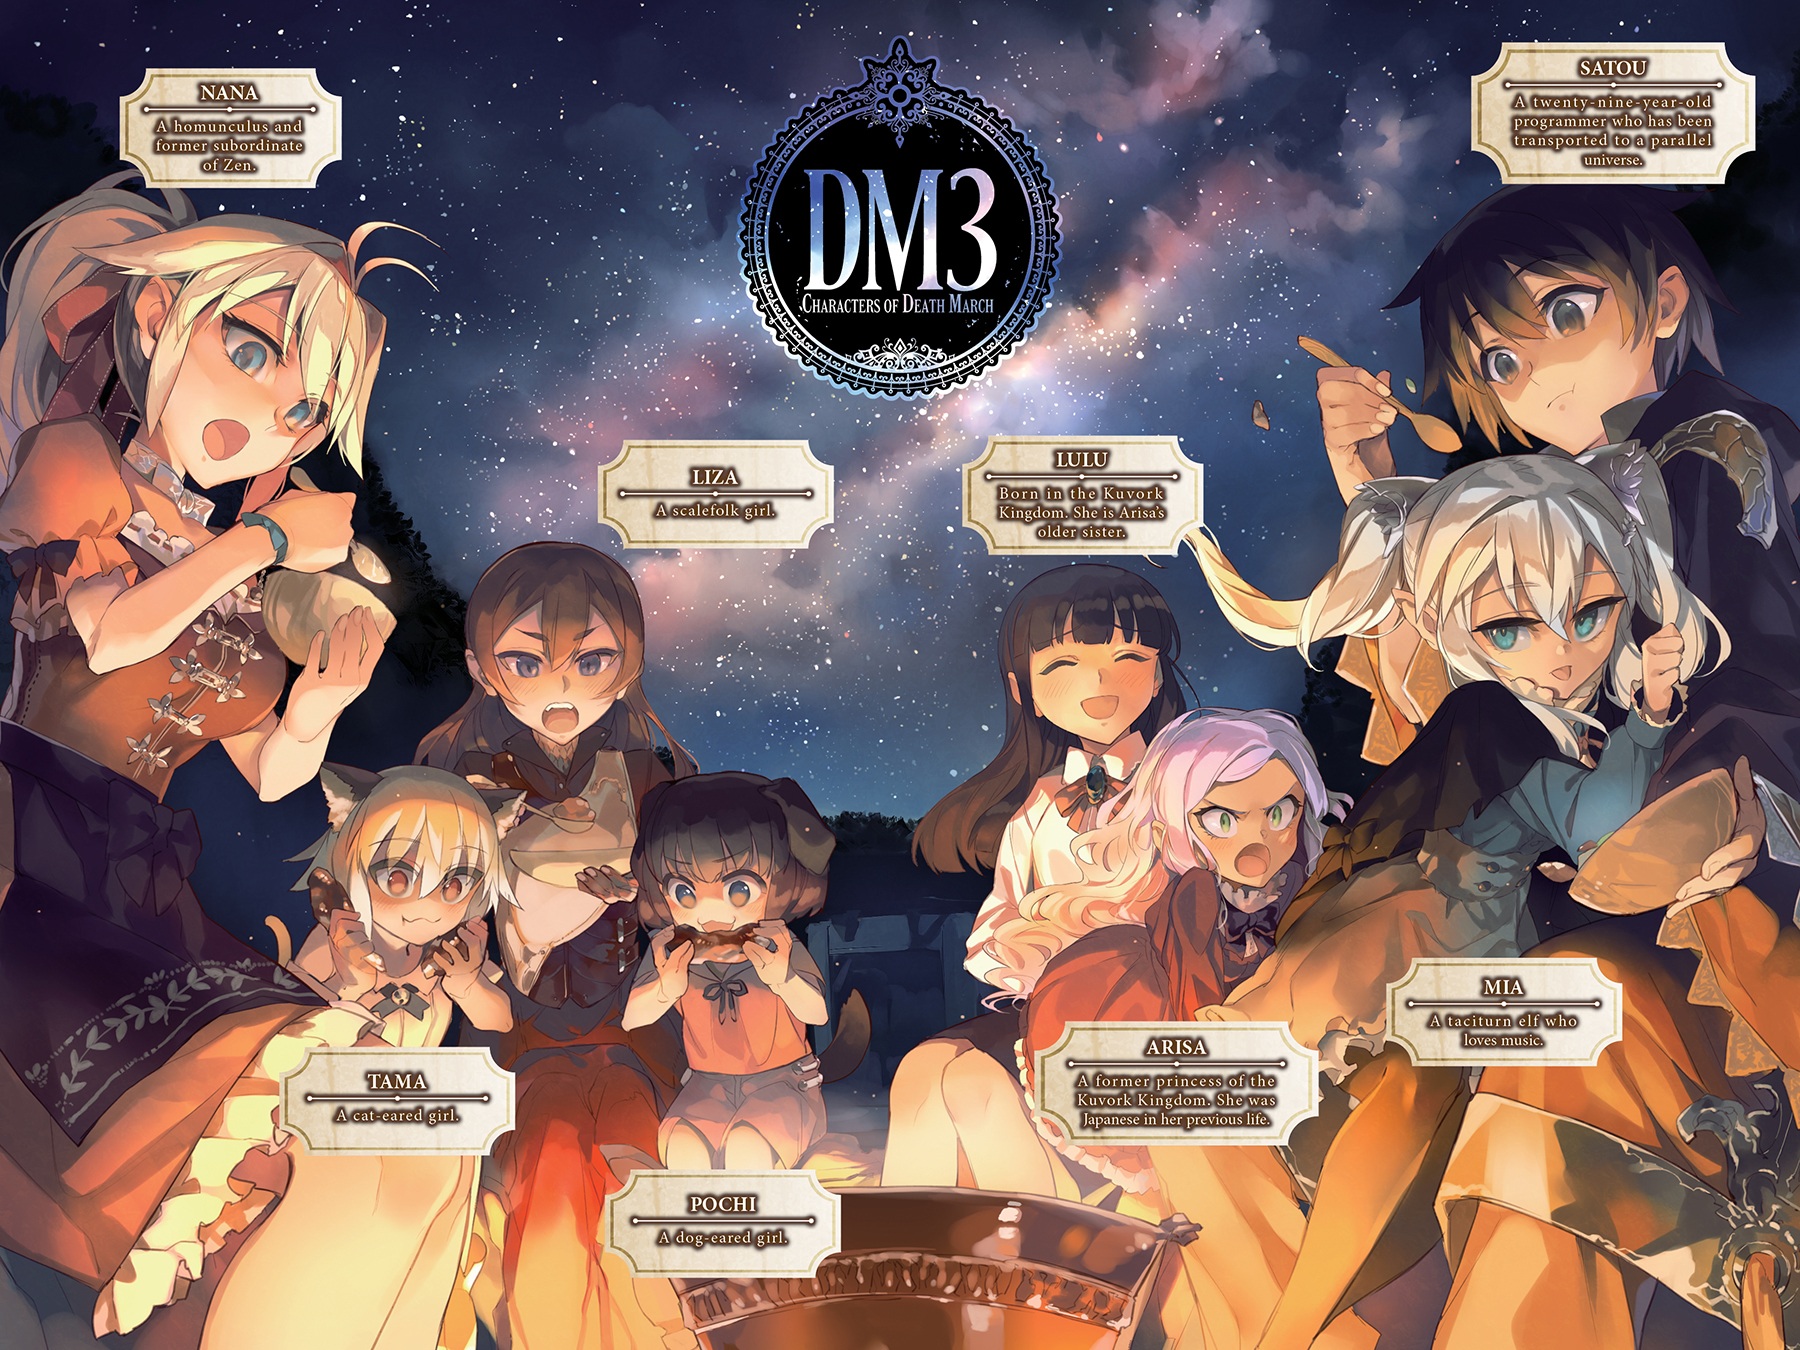 NANA
A homunculus and
former subordinate
of Zen.
SATOU
A twenty-nine-year-old
programmer who has been
transported to a parallel
universe.
DM3
CHARACTERS OF DEATH MARCH
LIZA
A scalefolk girl.
LULU
Born in the Kuvork
Kingdom. She is Arisa's
older sister.
MIA
A taciturn elf who
loves music.
ARISA
A former princess of the
Kuvork Kingdom. She was
Japanese in her previous life.
TAMA
A cat-eared girl.
POCHI
A dog-eared girl.